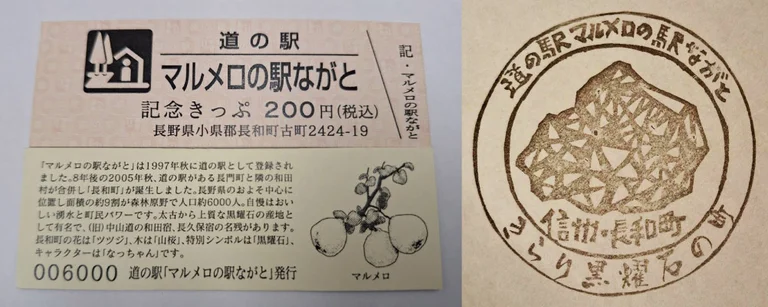 道の駅
マルメロの駅ながと
記念きっぷ 200円(税込)
長野県小県郡長和町古町2424-19
記・マルメロの駅ながと
『マルメロの駅ながと』は1997年秋に道の駅として登録されま
した。8年後の2005年秋、道の駅がある長門町と隣の和田
村が合併し「長和町」が誕生しました。長野県のおよそ中心に
位置し面積の約9割が森林原野で人口約6000人。自慢はおい
しい湧水と町民パワーです。太古から上質な黒耀石の産地と
して有名で、(旧)中山道の和田宿、長久保宿の名残があります。
長和町の花は「ツツジ」、木は「山桜」、特別シンボルは「黒耀石」、
キャラクターは「なっちゃん」です。
006000 道の駅「マルメロの駅ながと」発行
マルメロ
道の駅マルメロの駅ながと
信州・長和町
きらり黒耀石の町